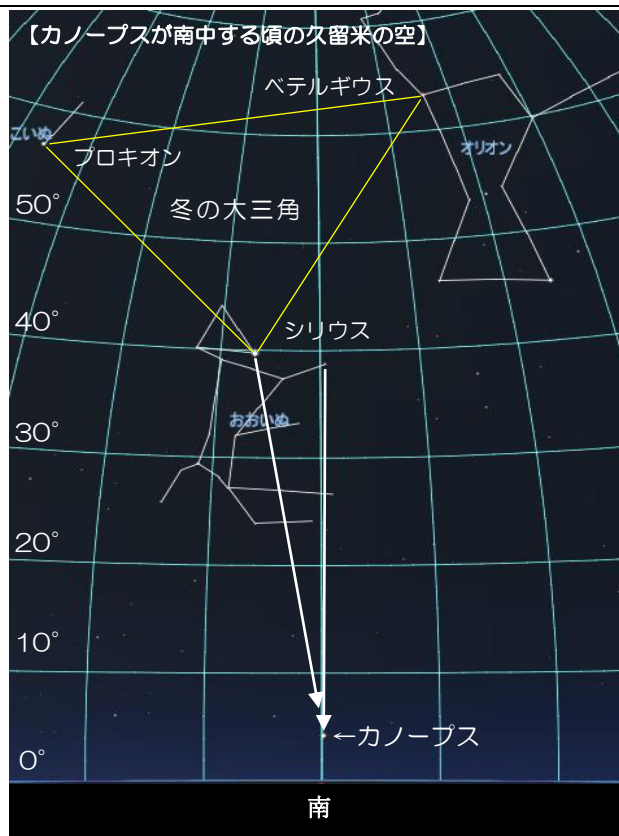 【カノープスが南中する頃の久留米の空】
ベテルギウス
こいぬ
プロキオン
オリオン
50°
冬の大三角
40°
シリウス
おおいぬ
30°
20°
10°
←カノープス
0°
南